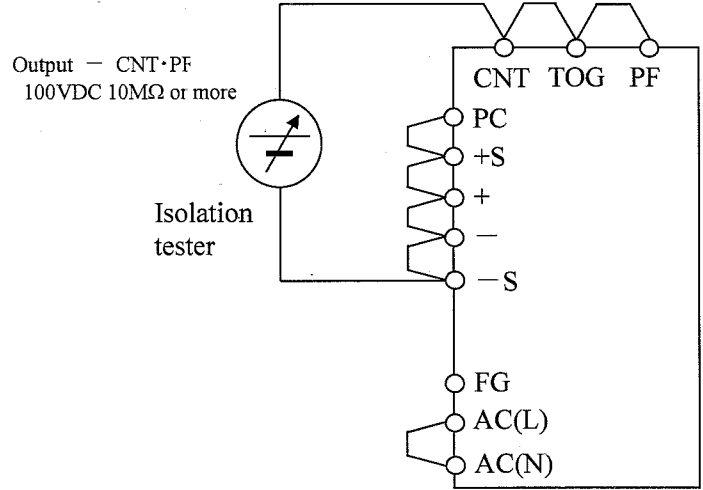 Output － CNT･PF
100VDC 10MΩ or more
CNT TOG PF
PC
+S
+
－
－S
Isolation
tester
FG
AC(L)
AC(N)